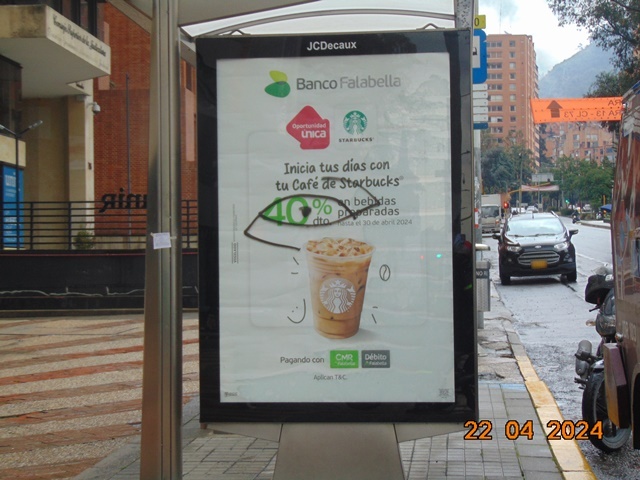 JCDecaux
Banco Falabella
Oportunidad
única
STARBUCKS
Inicia tus días con
tu Café de Starbucks®
40% dto. en bebidas
preparadas
hasta el 30 de abril 2024
Pagando con: CMR Débito
Aplican T&C.
22 04 2024